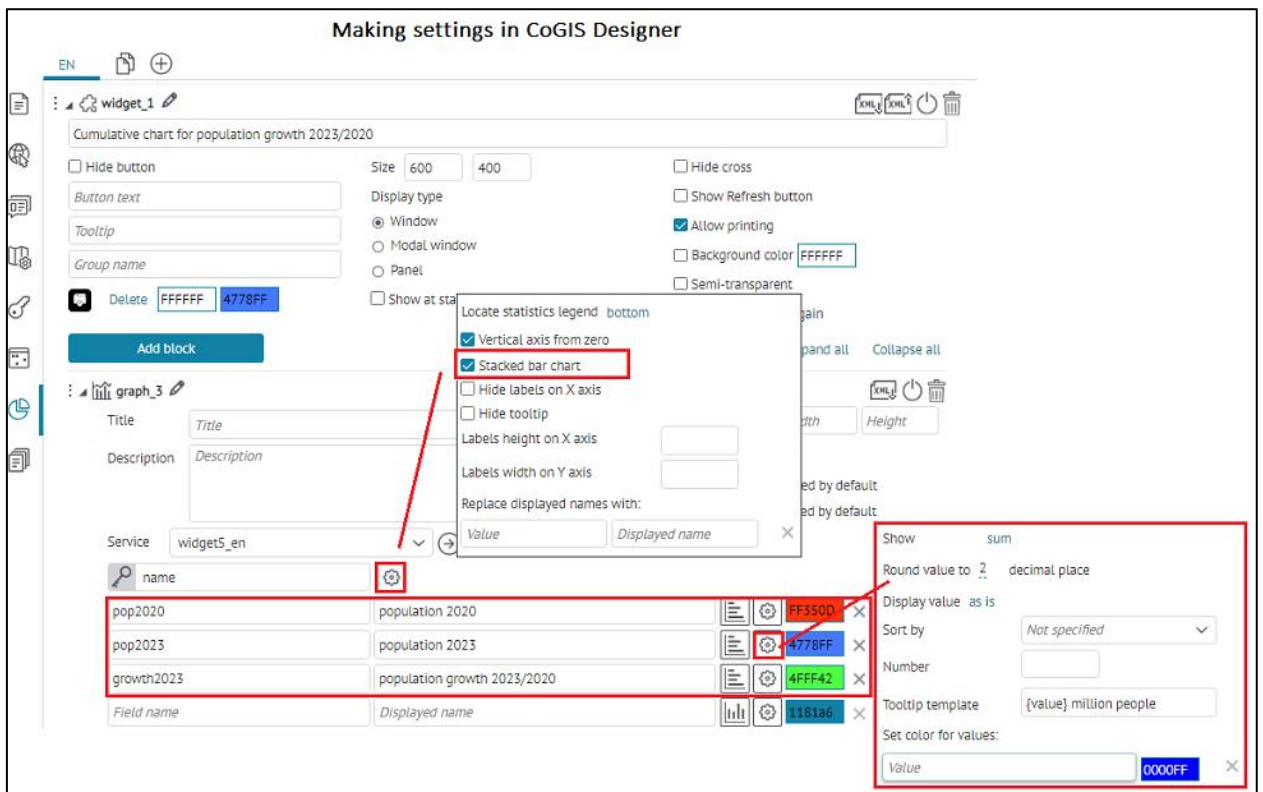 Making settings in CoGIS Designer
EN
widget_1
XML
XML
Cumulative chart for population growth 2023/2020
Hide button
Size 600 400
Hide cross
Button text
Display type
Show Refresh button
Tooltip
Window
Allow printing
Modal window
Background color FFFFFF
Group name
Panel
Semi-transparent
Delete FFFFFF 4778FF
Show at sta
gain
Add block
pand all Collapse all
Locate statistics legend bottom
Vertical axis from zero
Stacked bar chart
Hide labels on X axis
Hide tooltip
Labels height on X axis
Labels width on Y axis
Replace displayed names with:
Value Displayed name
graph_3
XML
Title Title
dth Height
Description Description
ed by default
ed by default
Service widget5_en
name
pop2020 population 2020 FF350D
pop2023 population 2023 4778FF
growth2023 population growth 2023/2020 4FFF42
Field name Displayed name 1181a6
Show sum
Round value to 2 decimal place
Display value as is
Sort by Not specified
Number
Tooltip template {value} million people
Set color for values:
Value 0000FF